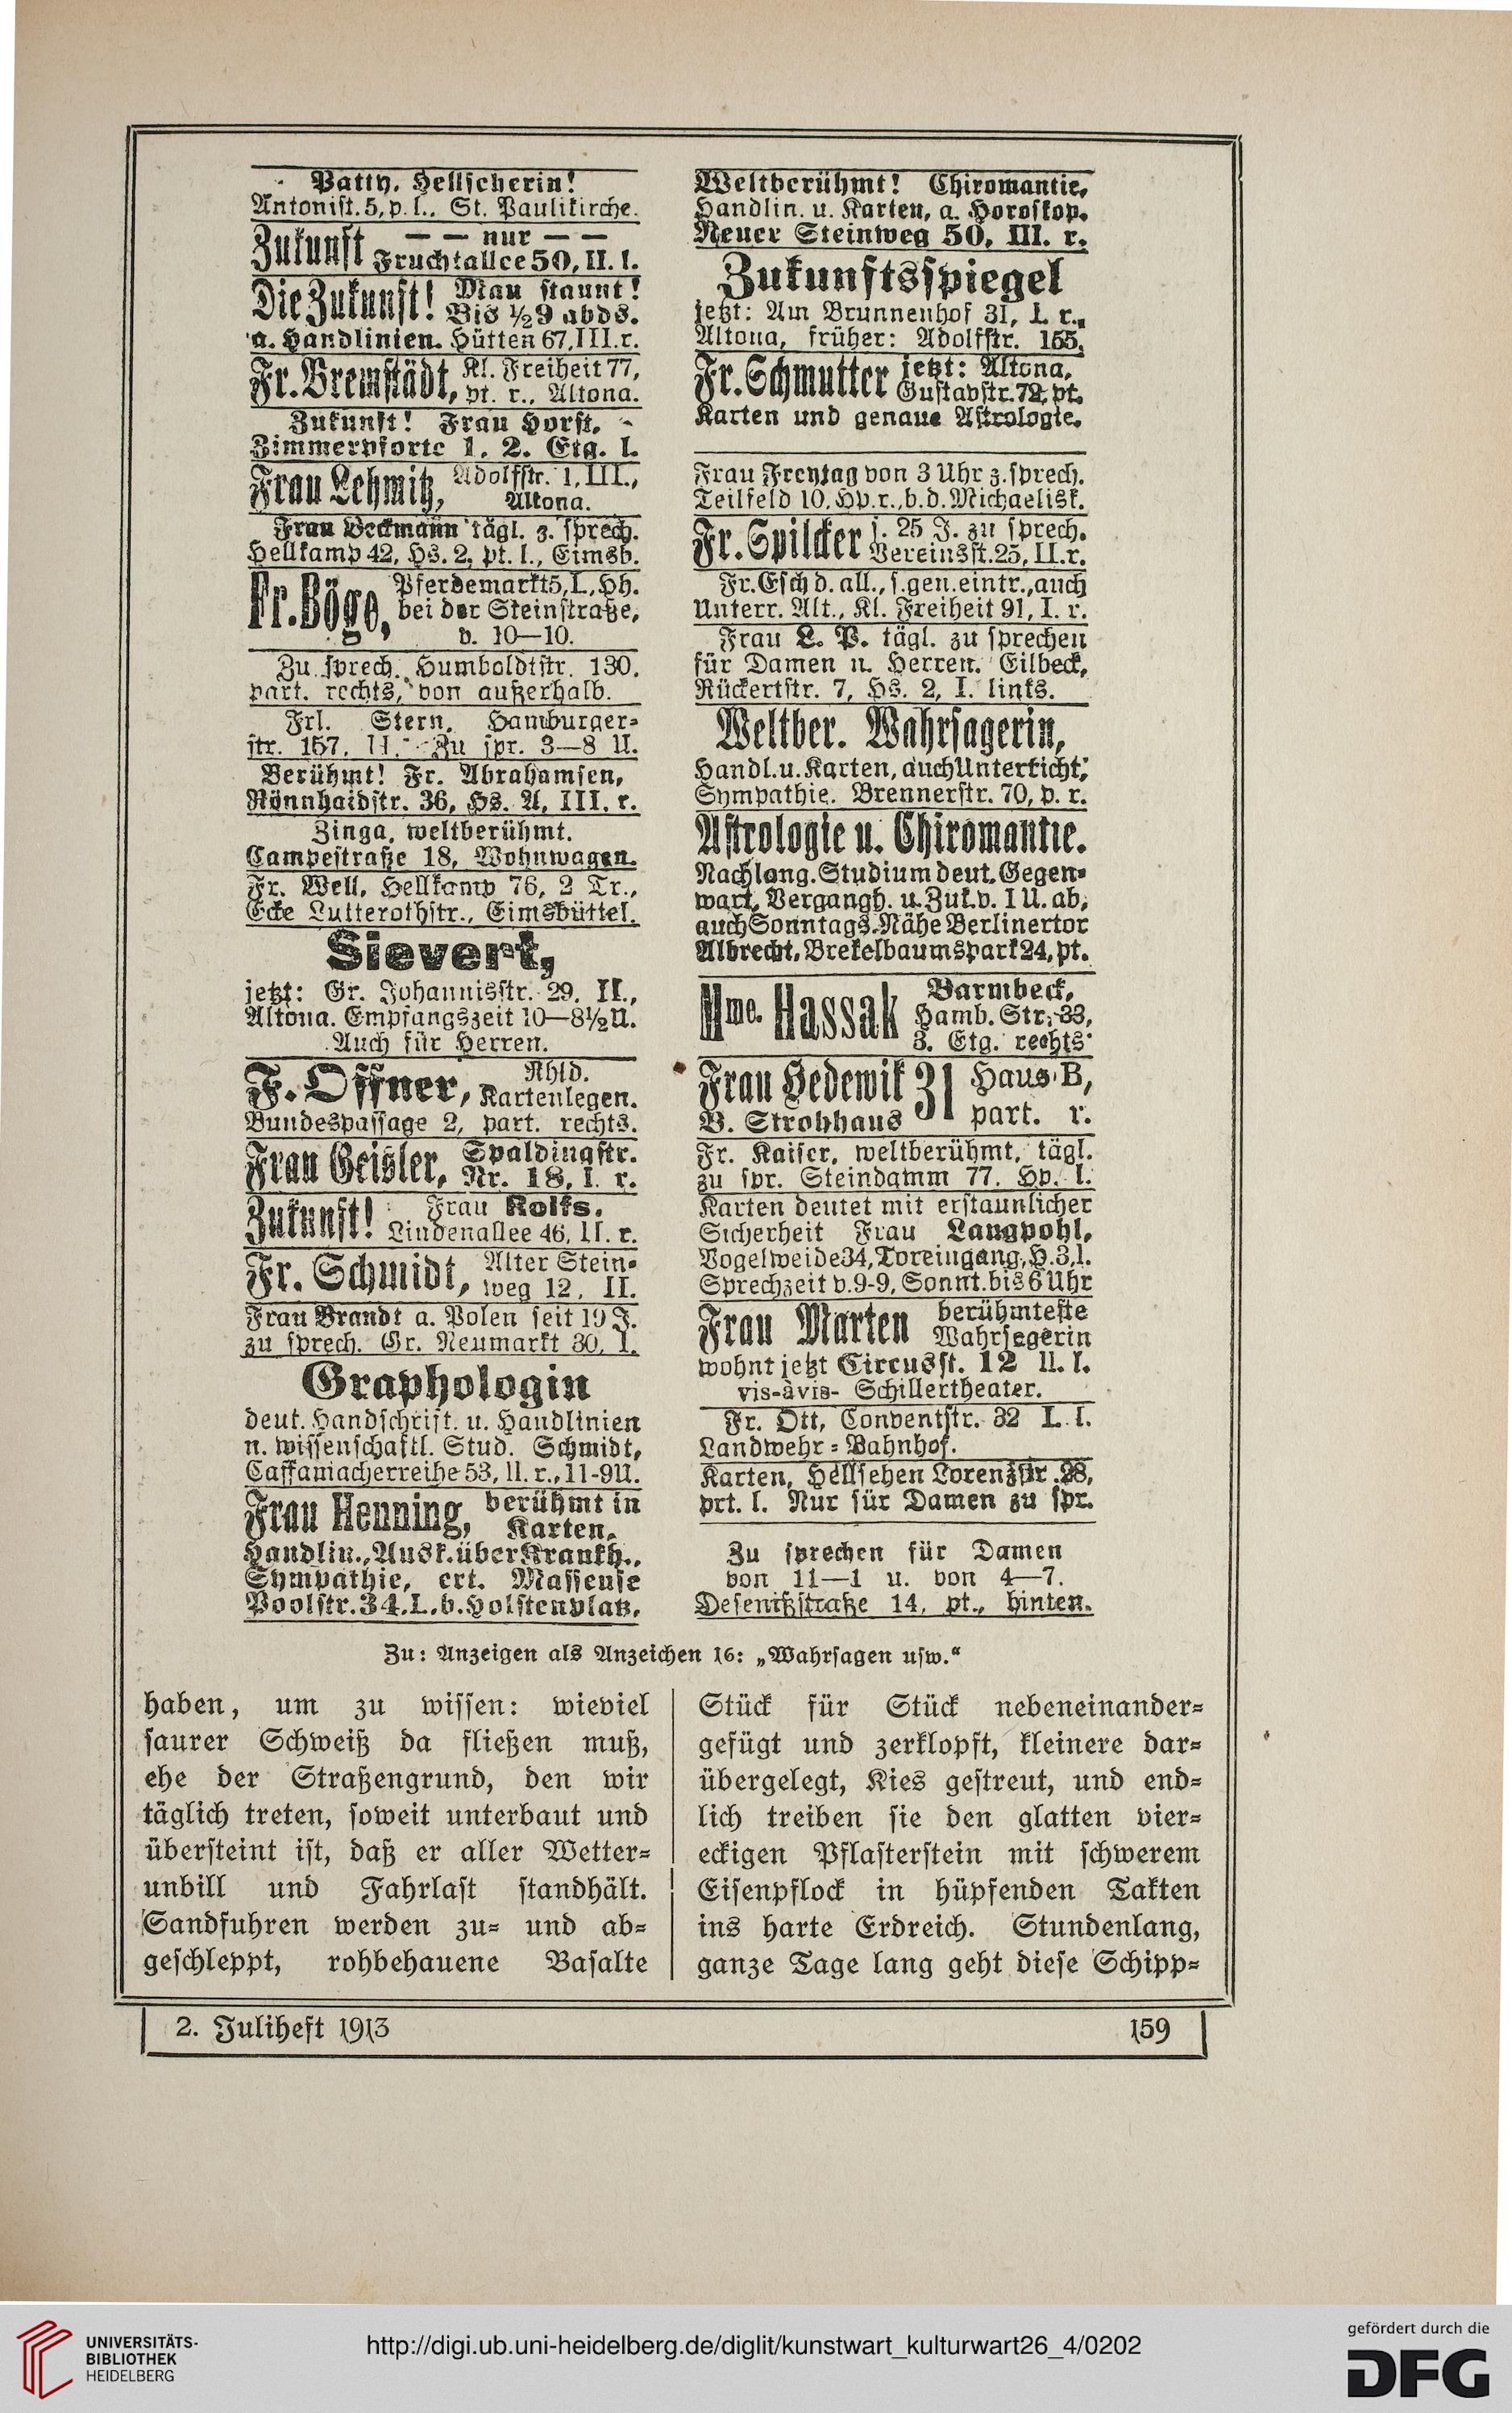 Patty, Hellseherin!
Antonist. 5, p. l., St. Paulikirche.
Zukunft — — nur — —
Fruchtallee 50, II. l.
Die Zukunft! Man staunt!
Bis ½9 abds.
a. Handlinien. Hütten 67, III. r.
Fr. Bremstädt, Kl. Freiheit 77,
pt. r., Altona.
Zukunft! Frau Horst,
Zimmerpforte 1, 2. Etg. l.
Frau Lehmitz, Adolfstr. 1, III.,
Altona.
Frau Beckmann tägl. z. sprech.
Hellkamp 42, Hs. 2, pt. l., Eimsb.
Fr. Böge, Pferdemarkt 5, I., Hh.
bei der Steinstraße,
v. 10—10.
Zu sprech. Humboldtstr. 130,
part. rechts, von außerhalb.
Frl. Stern, Hamburger-
str. 157, II. Zu spr. 3—8 U.
Berühmt! Fr. Abrahamsen,
Rönnhaidstr. 36, Hs. A, III. r.
Zinga, weltberühmt.
Campestraße 18, Wohnwagen.
Fr. Well, Hellkamp 76, 2 Tr.,
Ecke Lutterothstr., Eimsbüttel.
Sievert,
jetzt: Gr. Johannisstr. 29, II.,
Altona. Empfangszeit 10—8½ U.
Auch für Herren.
F. Offner, Rhld.
Kartenlegen.
Bundespassage 2, part. rechts.
Frau Geisler, Spaldingstr.
Nr. 18, I. r.
Zukunft! Frau Rolfs,
Lindenallee 46, II. r.
Fr. Schmidt, Alter Stein-
weg 12, II.
Frau Brandt a. Polen seit 19 J.
zu sprech. Gr. Neumarkt 30, I.
Graphologin
deut. Handschrift. u. Handlinien
n. wissenschaftl. Stud. Schmidt,
Caffamacherreihe 53, II. r., 11-9 U.
Frau Henning, berühmt in
Karten,
Handlin., Ausk. über Krankh.,
Sympathie, ert. Masseuse
Poolstr. 34. I., b. Holstenplatz.
Weltberühmt! Chiromantie,
Handlin. u. Karten, a. Horoskop.
Neuer Steinweg 50, III. r.
Zukunftsspiegel
jetzt: Am Brunnenhof 31, I. r.,
Altona, früher: Adolfstr. 155.
Fr. Schmutter jetzt: Altona,
Gustavstr. 72, pt.
Karten und genaue Astrologie.
Frau Freytag von 3 Uhr z. sprech.
Teilfeld 10, Hp. r., b. d. Michaelisk.
Fr. Spilcker s. 25 J. zu sprech.
Vereinsst. 25, II. r.
Fr. Esch d. all., s. gen. eintr., auch
Unterr. Alt., Kl. Freiheit 91, I. r.
Frau L. P. tägl. zu sprechen
für Damen u. Herren. Eilbeck,
Rückertstr. 7, Hs. 2, I. links.
Weltber. Wahrsagerin,
Handl. u. Karten, auch Unterricht,
Sympathie. Brennerstr. 70, p. r.
Astrologie u. Chiromantie.
Nach lang. Studium deut. Gegen-
wart, Vergangh. u. Zuk. v. 1 U. ab,
auch Sonntags. Nähe Berlinertor
Albrecht, Brekelbaumspark 24, pt.
Mme. Hassak Barmbeck,
Hamb. Str. 33,
3. Etg. rechts
Frau Hedewik 31 Haus B,
B. Strohhaus part. r.
Fr. Kaiser, weltberühmt, tägl.
zu spr. Steindamm 77. Hp. l.
Karten deutet mit erstaunlicher
Sicherheit Frau Langpohl,
Vogelweide 34, Toreingang, H. 3, l.
Sprechzeit v. 9-9, Sonnt. bis 6 Uhr
Frau Marten berühmteste
Wahrsagerin
wohnt jetzt Circusst. 12 II. l.
vis-àvis- Schillertheater.
Fr. Ott, Conventstr. 32 I. l.
Landwehr-Bahnhof.
Karten, Hellsehen Lorenzstr. 28,
prt. l. Nur für Damen zu spr.
Zu sprechen für Damen
von 11—1 u. von 4—7.
Desenißstraße 14, pt., hinten.
Zu: Anzeigen als Anzeichen 16: „Wahrsagen usw.“
haben, um zu wissen: wieviel
saurer Schweiß da fließen muß,
ehe der Straßengrund, den wir
täglich treten, soweit unterbaut und
übersteint ist, daß er aller Wetter-
unbill und Fahrlast standhält.
Sandfuhren werden zu- und ab-
geschleppt, rohbehauene Basalte
Stück für Stück nebeneinander-
gefügt und zerklopft, kleinere dar-
übergelegt, Kies gestreut, und end-
lich treiben sie den glatten vier-
eckigen Pflasterstein mit schwerem
Eisenpflock in hüpfenden Takten
ins harte Erdreich. Stundenlang,
ganze Tage lang geht diese Schipp-
2. Juliheft 1913
159
UNIVERSITÄTS-
BIBLIOTHEK
HEIDELBERG
http://digi.ub.uni-heidelberg.de/diglit/kunstwart_kulturwart26_4/0202
gefördert durch die
DFG